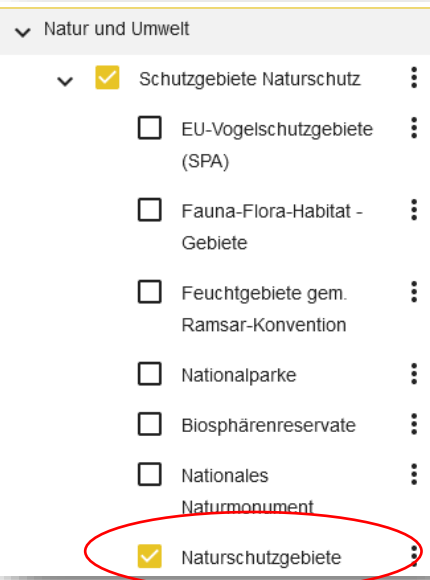 Natur und Umwelt
Schutzgebiete Naturschutz
EU-Vogelschutzgebiete
(SPA)
Fauna-Flora-Habitat -
Gebiete
Feuchtgebiete gem.
Ramsar-Konvention
Nationalparke
Biosphärenreservate
Nationales
Naturmonument
Naturschutzgebiete